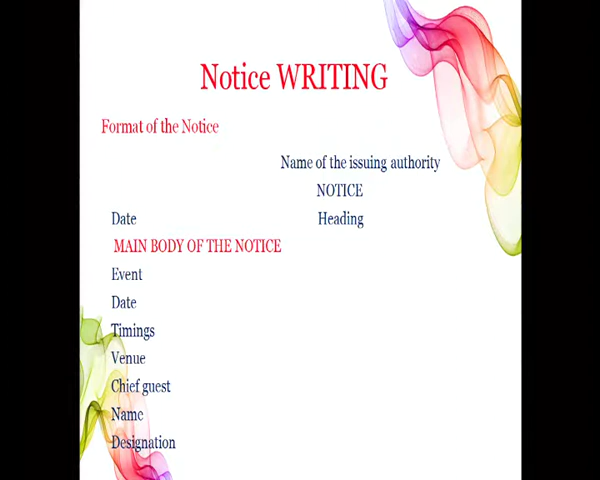 Notice WRITING
Format of the Notice
Name of the issuing authority
NOTICE
Date Heading
MAIN BODY OF THE NOTICE
Event
Date
Timings
Venue
Chief guest
Name
Designation